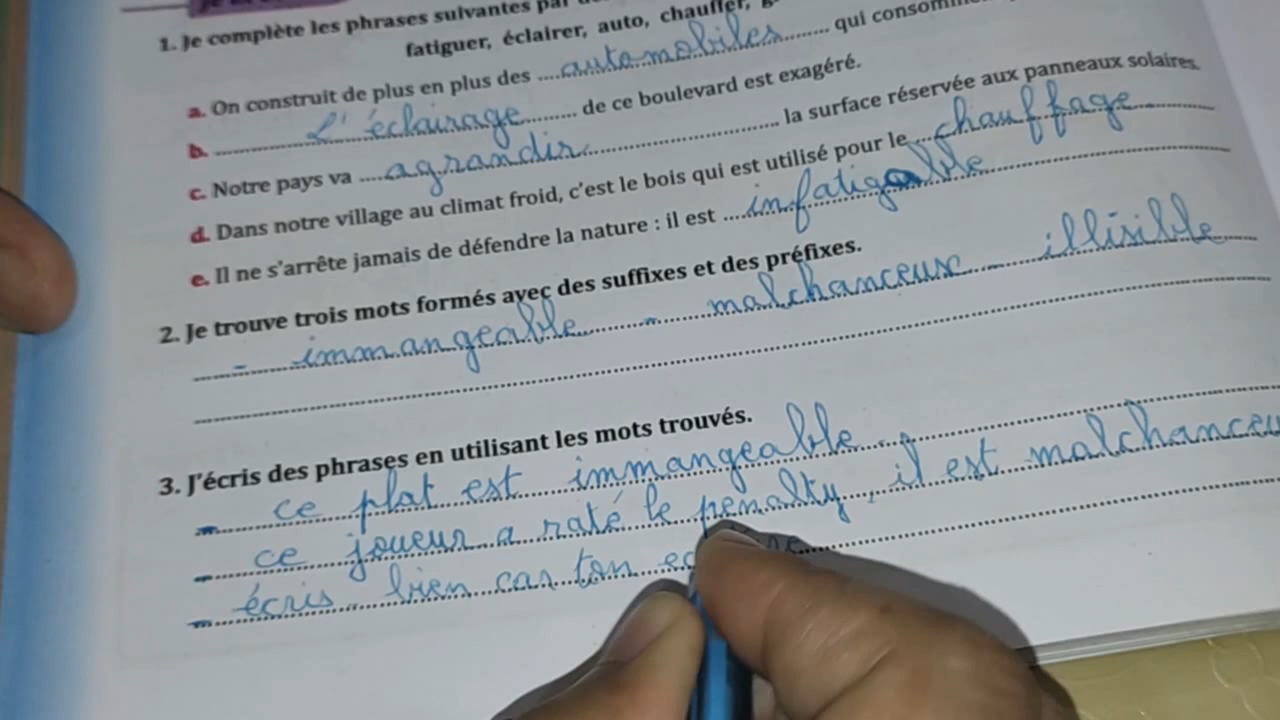 1. Je complète les phrases suivantes par
fatiguer, éclairer, auto, chauffer,
a. On construit de plus en plus des automobiles qui
b. L'éclairage de ce boulevard est exagéré.
c. Notre pays va agrandir la surface réservée aux panneaux solaires.
d. Dans notre village au climat froid, c'est le bois qui est utilisé pour le chauffage
e. Il ne s'arrête jamais de défendre la nature : il est infatigable
2. Je trouve trois mots formés avec des suffixes et des préfixes.
- immangeable - malchanceux - illisible
3. J'écris des phrases en utilisant les mots trouvés.
- ce plat est immangeable.
- ce joueur a raté le penalty, il est malchanceu
- écris bien car ton